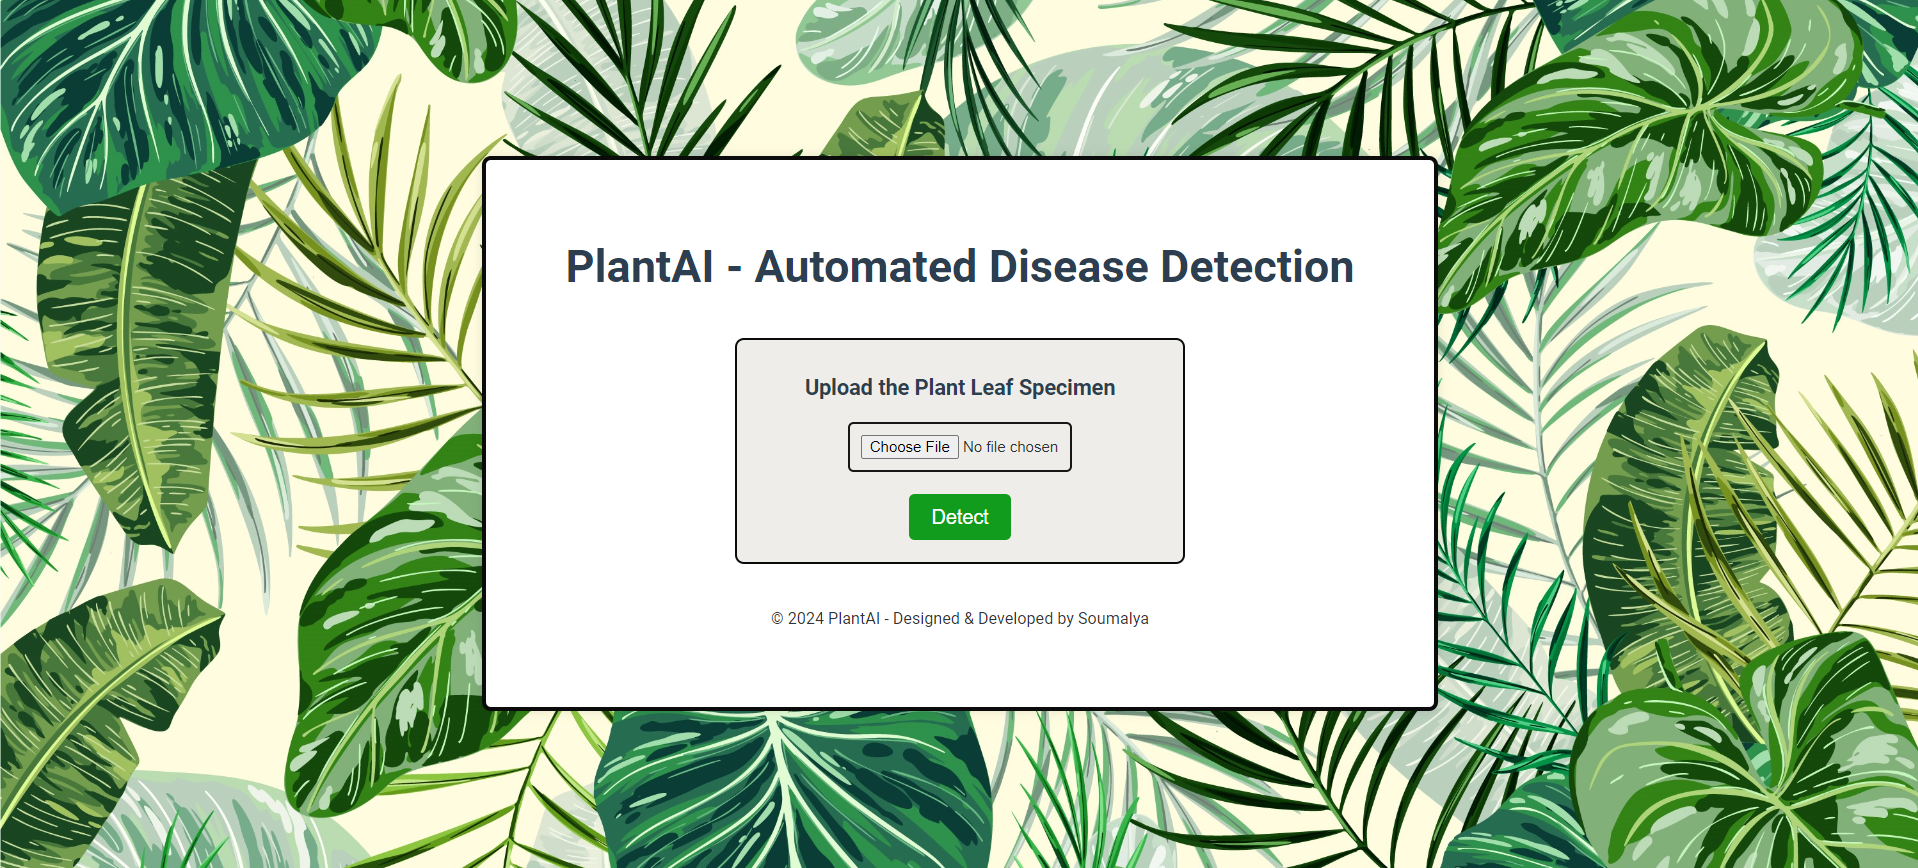 PlantAI - Automated Disease Detection
Upload the Plant Leaf Specimen
Choose File No file chosen
Detect
© 2024 PlantAI - Designed & Developed by Soumalya